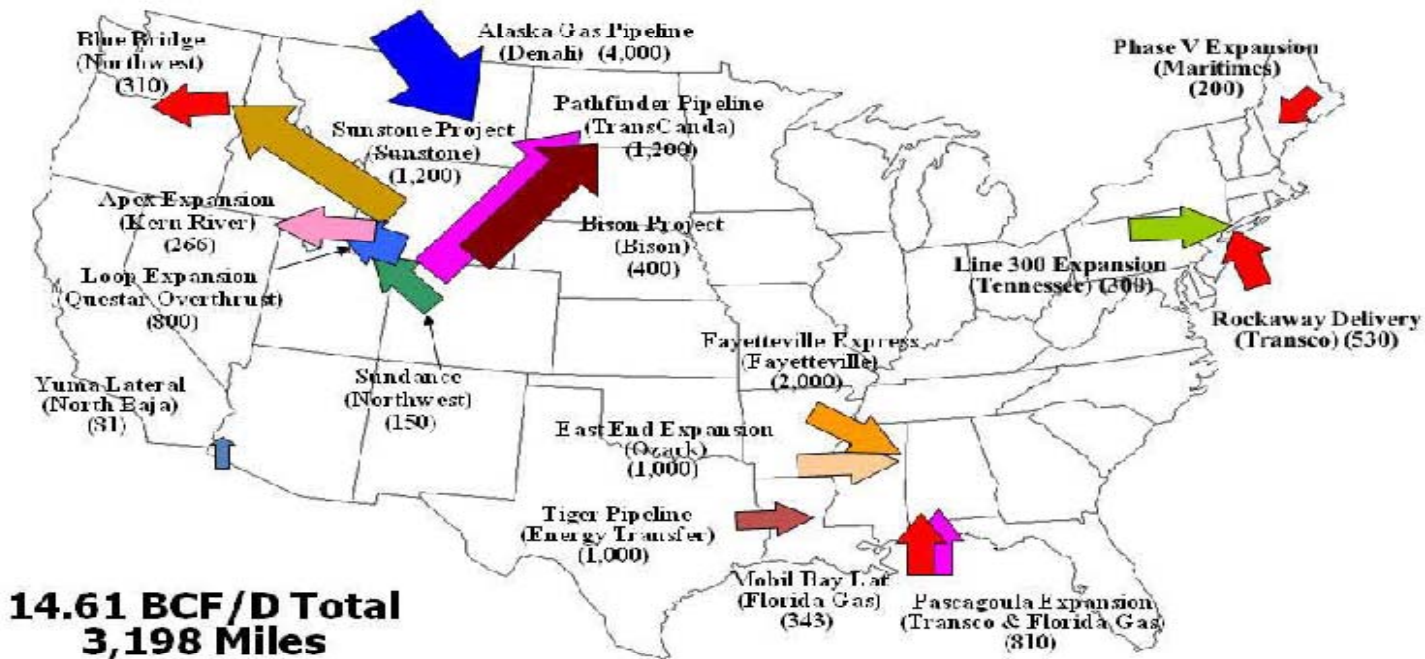 Blue Bridge
(Northwest)
(310)
Alaska Gas Pipeline
(Denali) (4,000)
Phase V Expansion
(Maritimes)
(200)
Pathfinder Pipeline
(TransCanda)
(1,200)
Sunstone Project
(Sunstone)
(1,200)
Apex Expansion
(Kern River)
(266)
Bison Project
(Bison)
(400)
Loop Expansion
(Questar Overthrust)
(800)
Line 300 Expansion
(Tennessee) (300)
Rockaway Delivery
(Transco) (530)
Fayetteville Express
(Fayetteville)
(2,000)
Yuma Lateral
(North Baja)
(81)
Sundance
(Northwest)
(150)
East End Expansion
(Ozark)
(1,000)
Tiger Pipeline
(Energy Transfer)
(1,000)
Mobil Bay Lat
(Florida Gas)
(343)
Pascagoula Expansion
(Transco & Florida Gas)
(810)
14.61 BCF/D Total
3,198 Miles